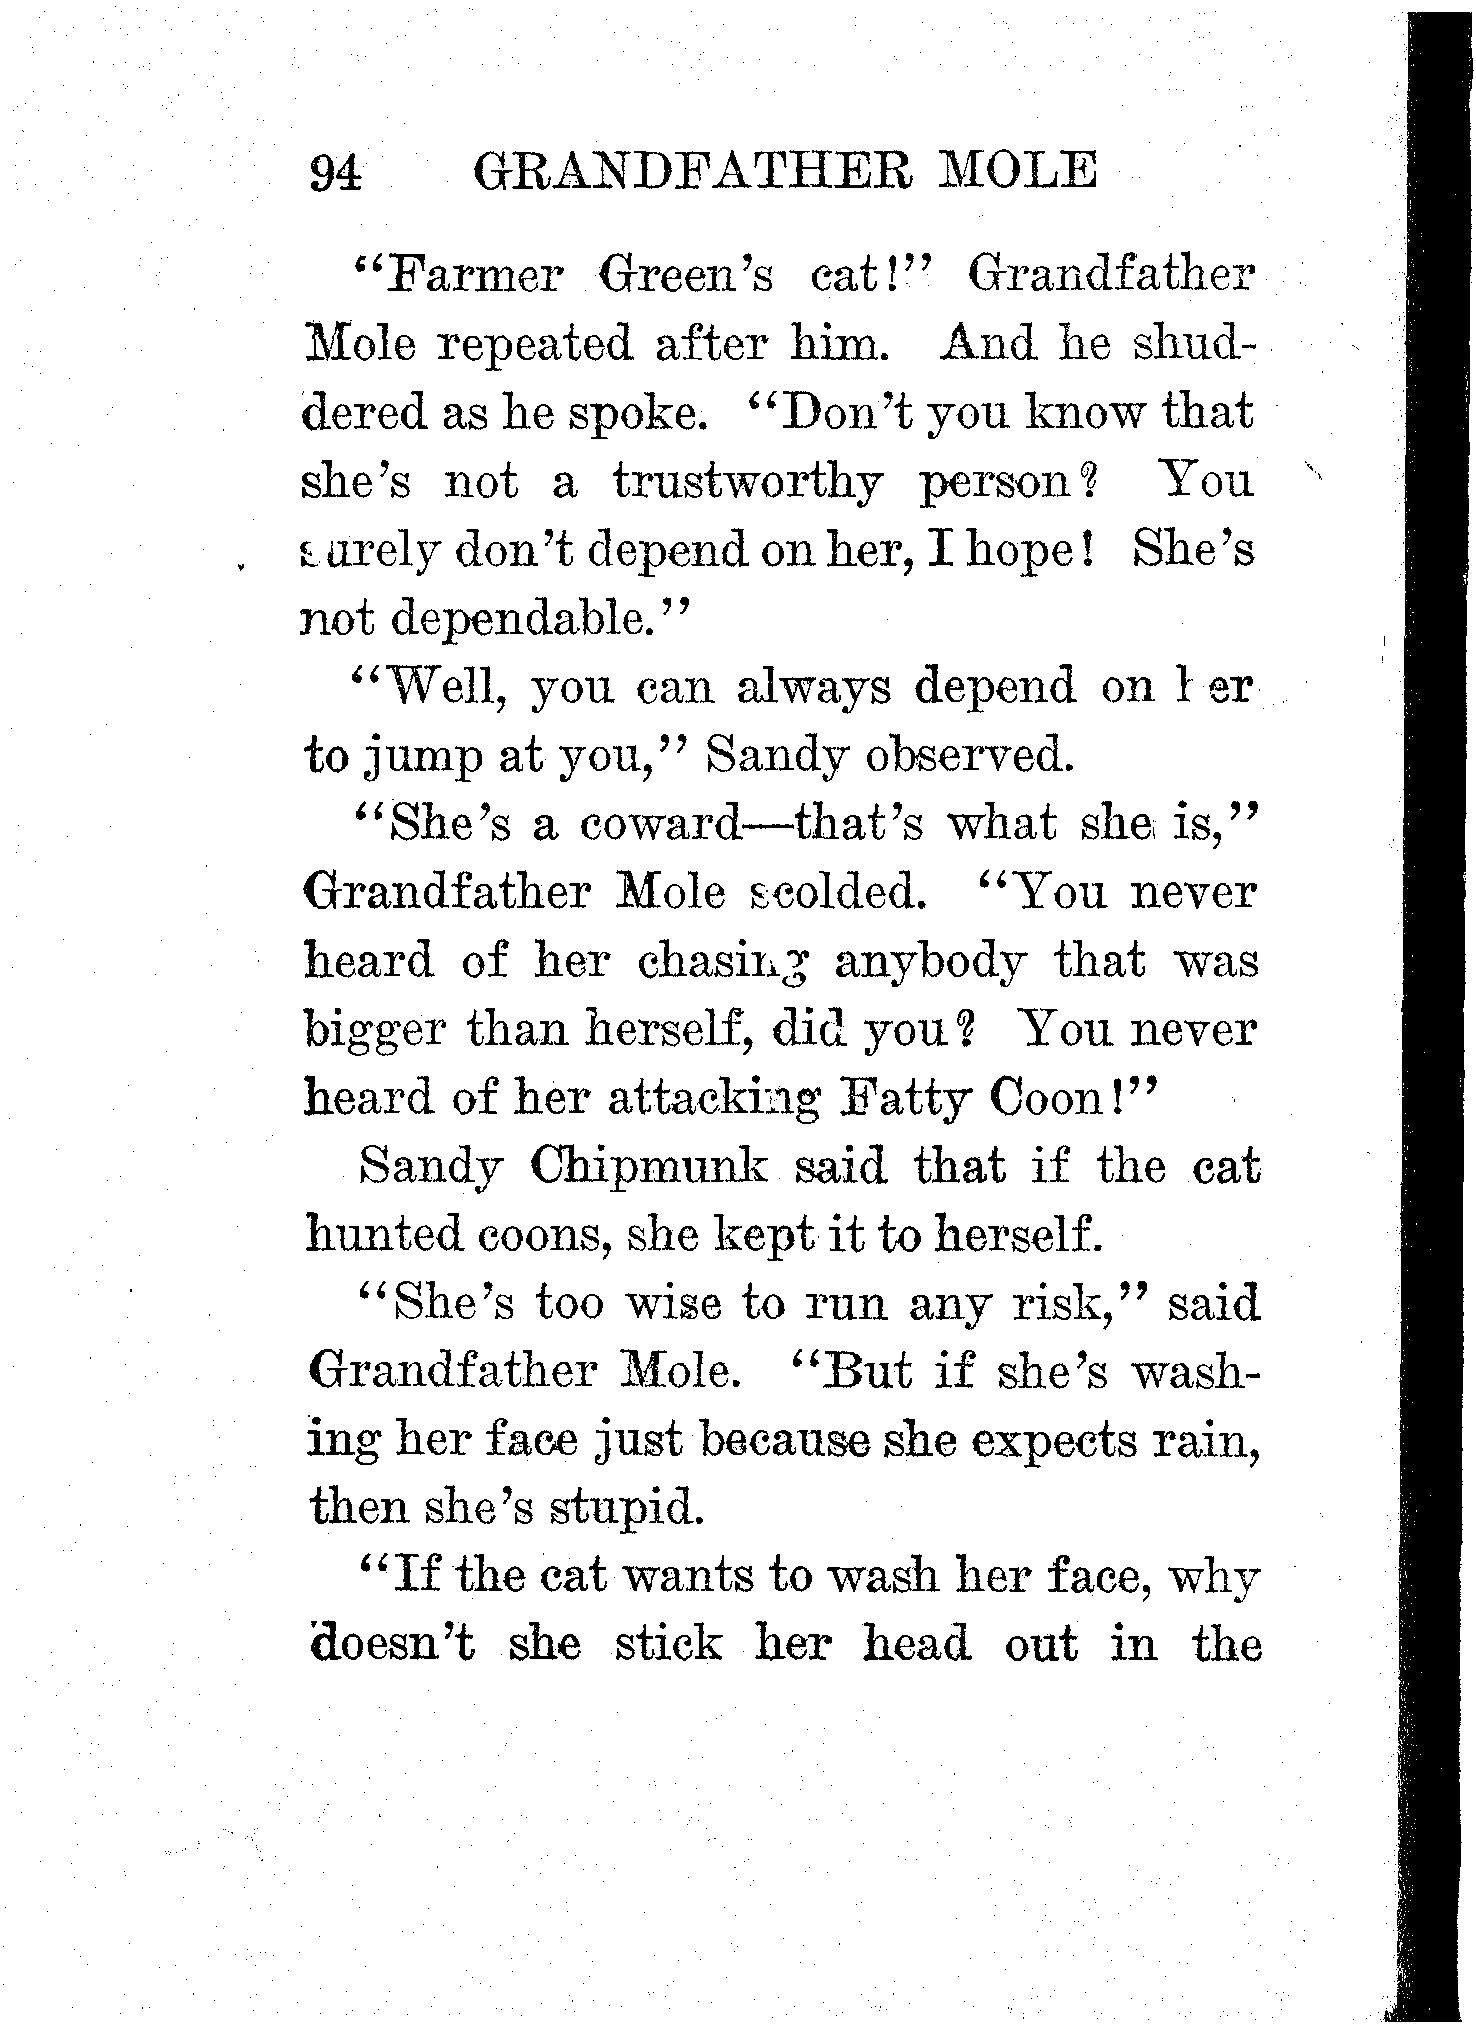 94 GRANDFATHER MOLE
“Farmer Green’s cat!” Grandfather
Mole repeated after him. And he shud-
dered as he spoke. “Don’t you know that
she’s not a trustworthy person? You
surely don’t depend on her, I hope! She’s
not dependable.”
“Well, you can always depend on her
to jump at you,” Sandy observed.
“She’s a coward—that’s what she is,”
Grandfather Mole scolded. “You never
heard of her chasing anybody that was
bigger than herself, did you? You never
heard of her attacking Fatty Coon!”
Sandy Chipmunk said that if the cat
hunted coons, she kept it to herself.
“She’s too wise to run any risk,” said
Grandfather Mole. “But if she’s wash-
ing her face just because she expects rain,
then she’s stupid.
“If the cat wants to wash her face, why
doesn’t she stick her head out in the